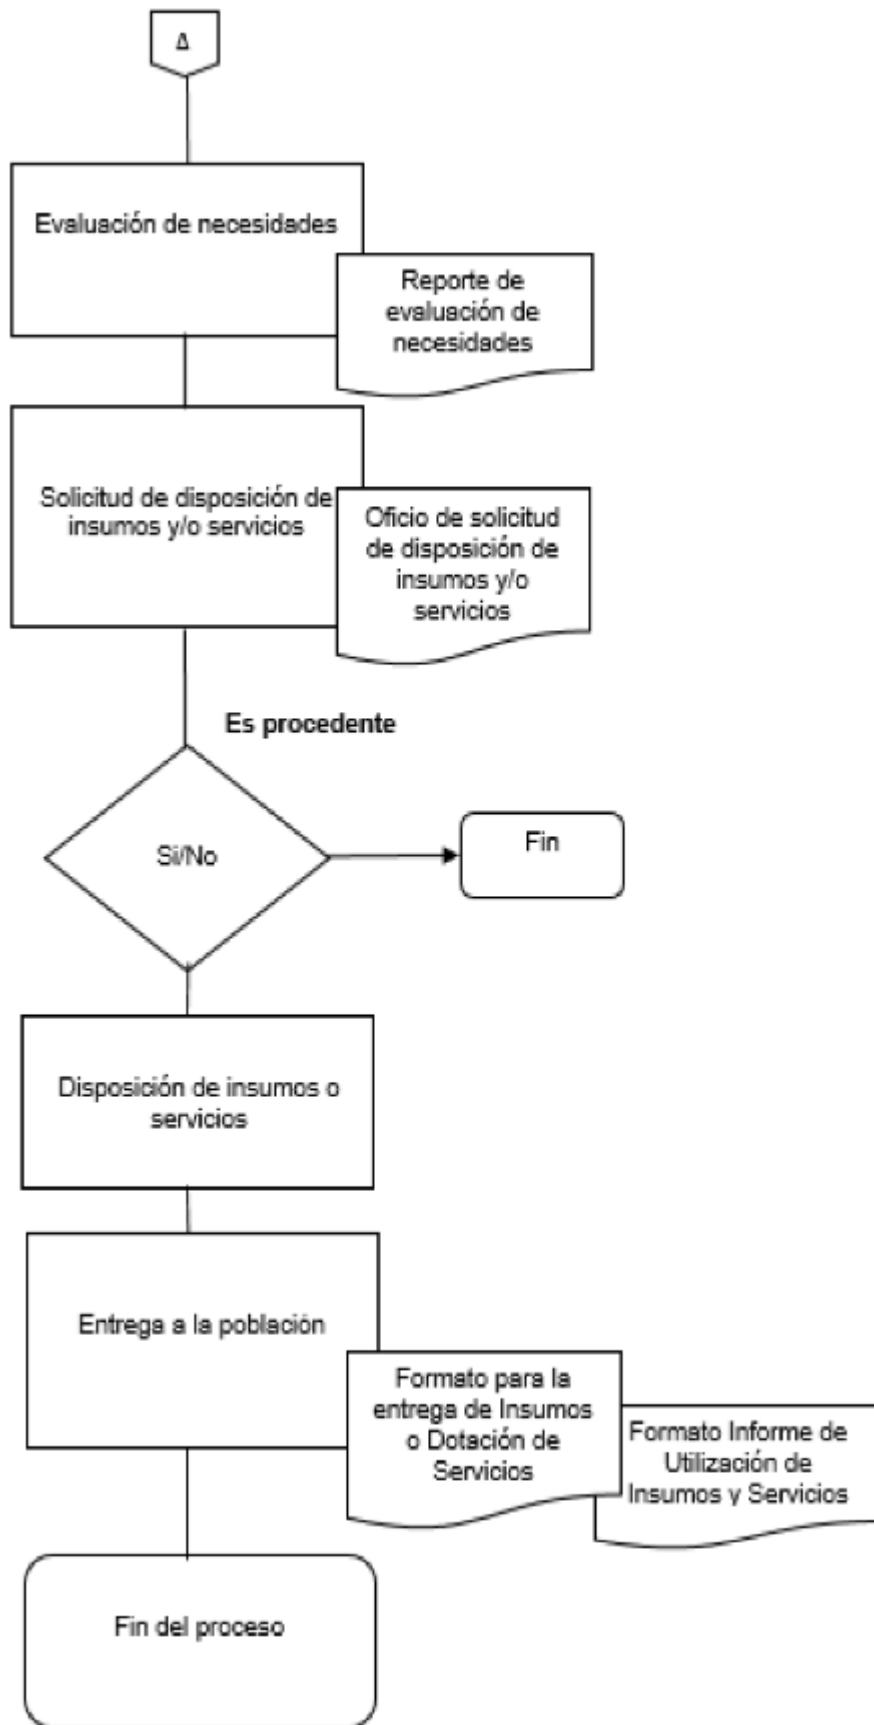 Δ
Evaluación de necesidades
Reporte de
evaluación de
necesidades
Solicitud de disposición de
insumos y/o servicios
Oficio de solicitud
de disposición de
insumos y/o
servicios
Es procedente
Si/No
Fin
Disposición de insumos o
servicios
Entrega a la población
Formato para la
entrega de Insumos
o Dotación de
Servicios
Formato Informe de
Utilización de
Insumos y Servicios
Fin del proceso